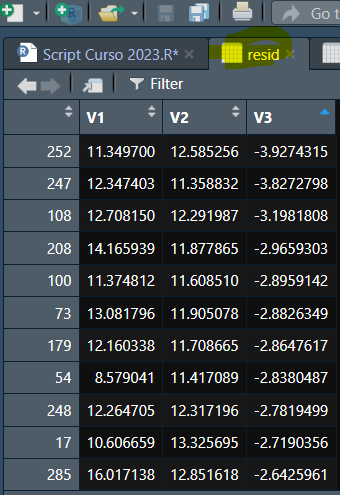 Go t
Script Curso 2023.R* × resid ×
Filter
V1 V2 V3
252 11.349700 12.585256 -3.9274315
247 12.347403 11.358832 -3.8272798
108 12.708150 12.291987 -3.1981808
208 14.165939 11.877865 -2.9659303
100 11.374812 11.608510 -2.8959142
73 13.081796 11.905078 -2.8826349
179 12.160338 11.708665 -2.8647617
54 8.579041 11.417089 -2.8380487
248 12.264705 12.317196 -2.7819499
17 10.606659 13.325695 -2.7190356
285 16.017138 12.851618 -2.6425961